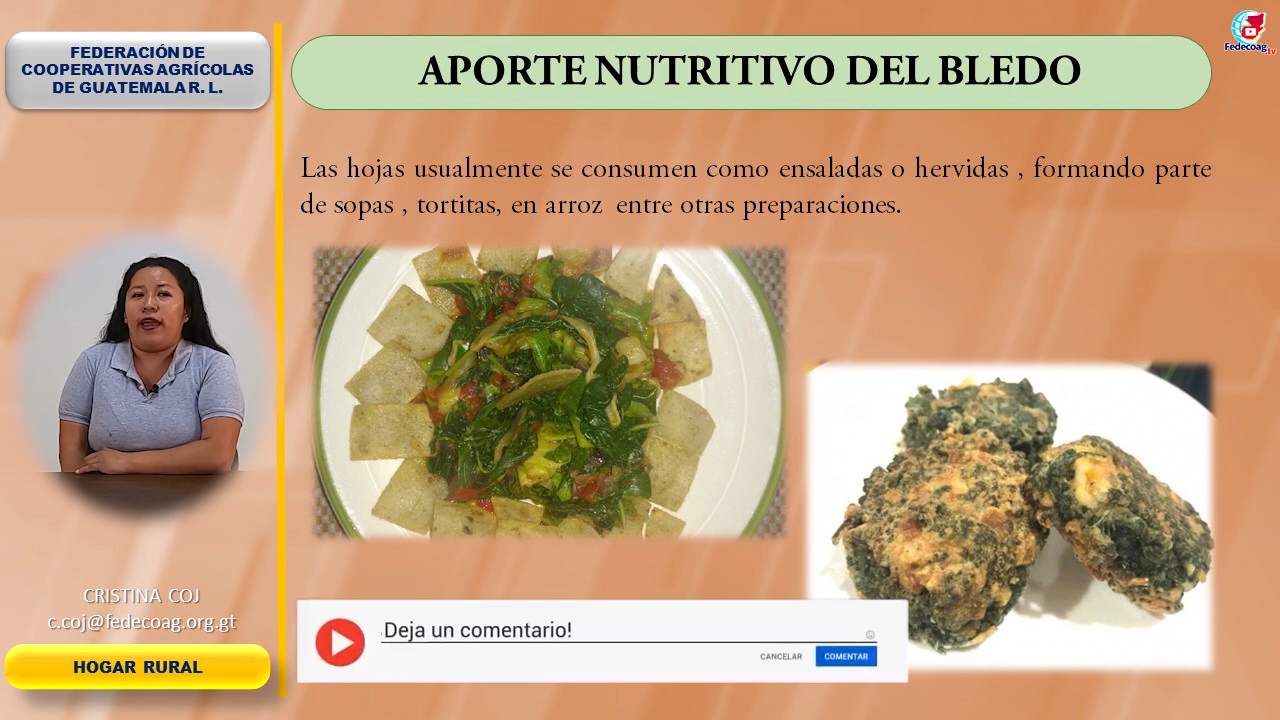 FEDERACIÓN DE
COOPERATIVAS AGRÍCOLAS
DE GUATEMALA R. L.
APORTE NUTRITIVO DEL BLEDO
Fedecoag tv
Las hojas usualmente se consumen como ensaladas o hervidas , formando parte
de sopas , tortitas, en arroz entre otras preparaciones.
CRISTINA COJ
c.coj@fedecoag.org.gt
HOGAR RURAL
Deja un comentario!
CANCELAR
COMENTAR